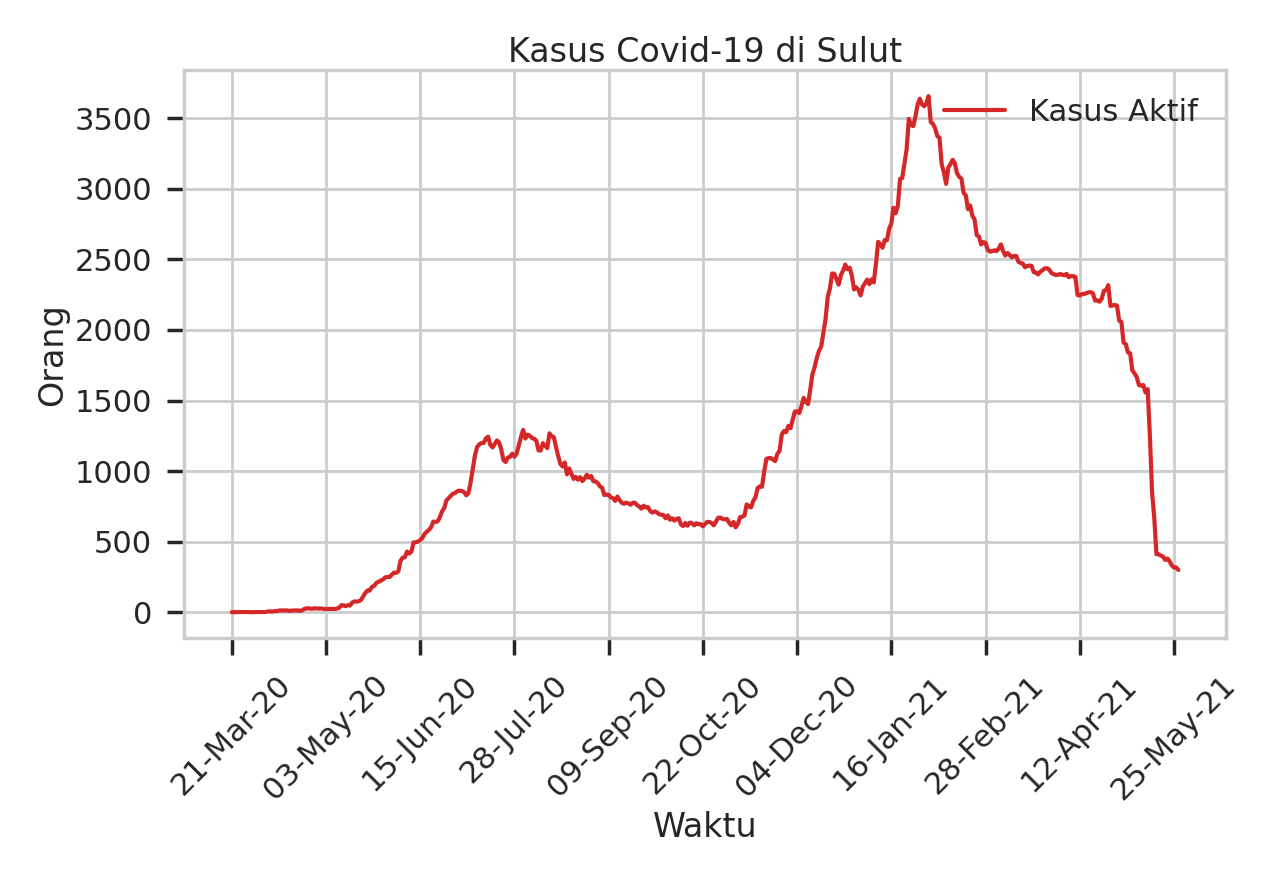 Kasus Covid-19 di Sulut
Kasus Aktif
Orang
3500
3000
2500
2000
1500
1000
500
0
21-Mar-20
03-May-20
15-Jun-20
28-Jul-20
09-Sep-20
22-Oct-20
04-Dec-20
16-Jan-21
28-Feb-21
12-Apr-21
25-May-21
Waktu